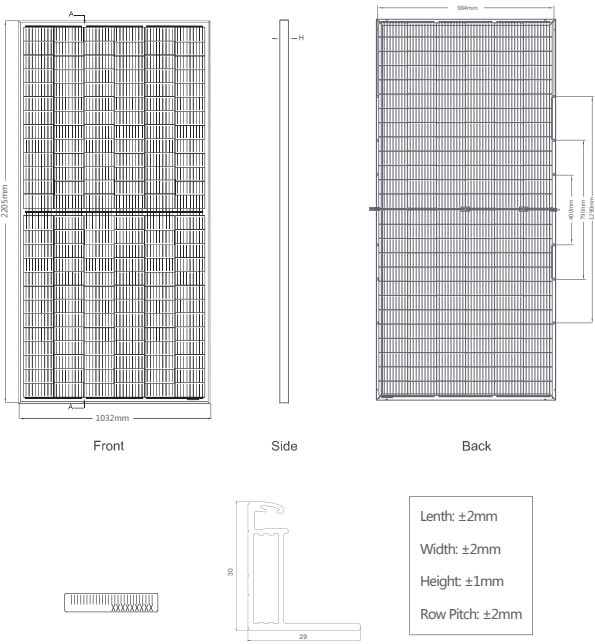 A
984mm
H
2205mm
400mm
790mm
1290mm
A
1032mm
Front
Side
Back
30
29
Lenth: ±2mm
Width: ±2mm
Height: ±1mm
Row Pitch: ±2mm